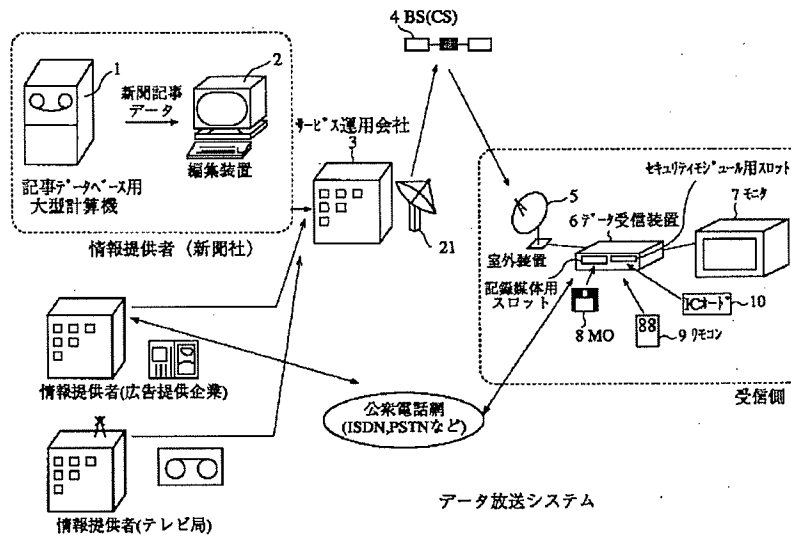 4 BS(CS)
1
2
新聞記事
データ
編集装置
記事データベース用
大型計算機
情報提供者(新聞社)
サービス運用会社
3
21
セキュリティモジュール用スロット
7 モニタ
5
6 データ受信装置
室外装置
記録媒体用
スロット
8 MO
ICカード
10
9 リモコン
受信側
情報提供者(広告提供企業)
公衆電話網
(ISDN,PSTNなど)
情報提供者(テレビ局)
データ放送システム